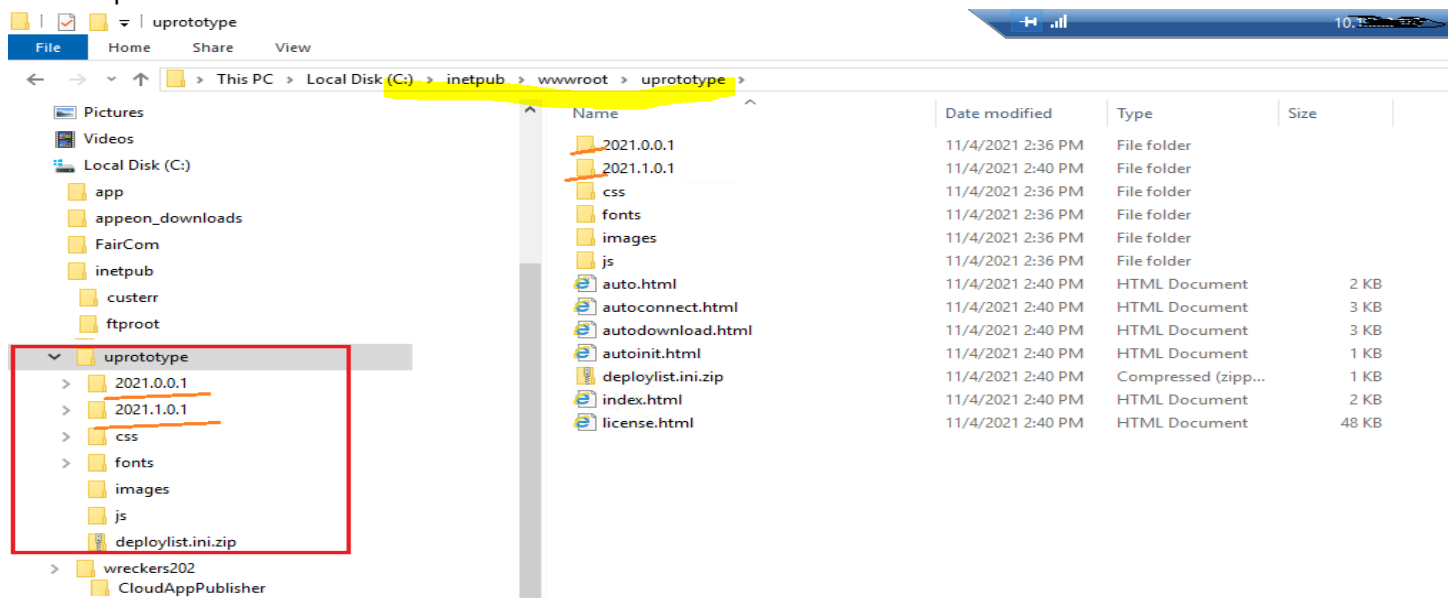 uprototype
10.1
File Home Share View
This PC > Local Disk (C:) > inetpub > wwwroot > uprototype >
Pictures
Videos
Local Disk (C:)
app
appeon_downloads
FairCom
inetpub
custerr
ftproot
uprototype
2021.0.0.1
2021.1.0.1
css
fonts
images
js
deploylist.ini.zip
wreckers202
CloudAppPublisher
Name Date modified Type Size
2021.0.0.1 11/4/2021 2:36 PM File folder
2021.1.0.1 11/4/2021 2:40 PM File folder
css 11/4/2021 2:36 PM File folder
fonts 11/4/2021 2:36 PM File folder
images 11/4/2021 2:36 PM File folder
js 11/4/2021 2:36 PM File folder
auto.html 11/4/2021 2:40 PM HTML Document 2 KB
autoconnect.html 11/4/2021 2:40 PM HTML Document 3 KB
autodownload.html 11/4/2021 2:40 PM HTML Document 3 KB
autoinit.html 11/4/2021 2:40 PM HTML Document 1 KB
deploylist.ini.zip 11/4/2021 2:40 PM Compressed (zipp... 1 KB
index.html 11/4/2021 2:40 PM HTML Document 2 KB
license.html 11/4/2021 2:40 PM HTML Document 48 KB